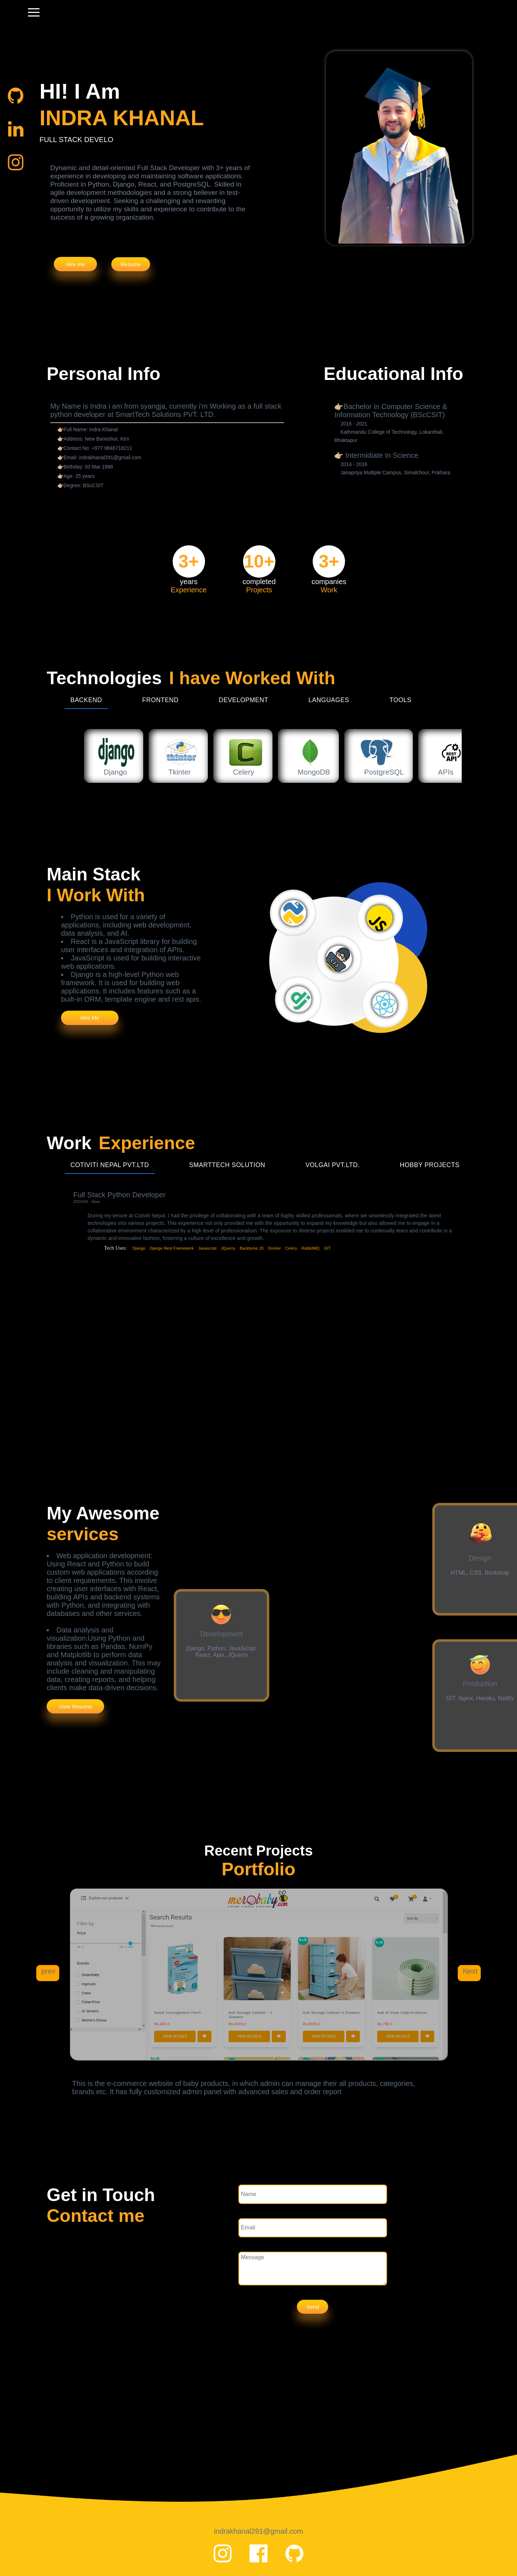 HI! I Am
INDRA KHANAL
FULL STACK DEVELO
Dynamic and detail-oriented Full Stack Developer with 3+ years of
experience in developing and maintaining software applications.
Proficient in Python, Django, React, and PostgreSQL. Skilled in
agile development methodologies and a strong believer in test-
driven development. Seeking a challenging and rewarding
opportunity to utilize my skills and experience to contribute to the
success of a growing organization.
Hire me
Resume
Personal Info
My Name is Indra i am from syangja, currently i'm Working as a full stack
python developer at SmartTech Solutions PVT. LTD.
👉Full Name: Indra Khanal
👉Address: New Baneshor, Ktm
👉Contact No: +977 9846718211
👉Email: indrakhanal291@gmail.com
👉Birthday: 03 Mar 1998
👉Age: 25 years
👉Degree: BScCSIT
Educational Info
👉Bachelor in Computer Science &
Information Technology (BScCSIT)
2016 - 2021
Kathmandu College of Technology, Lokanthali,
Bhaktapur
👉 Intermidiate In Science
2014 - 2016
Janapriya Multiple Campus, Simalchour, Pokhara
3+
years
Experience
10+
completed
Projects
3+
companies
Work
Technologies I have Worked With
BACKEND FRONTEND DEVELOPMENT LANGUAGES TOOLS
django
Django
tkinter
Tkinter
C
Celery
MongoDB
PostgreSQL
REST
API
APIs
Main Stack
I Work With
• Python is used for a variety of
applications, including web development,
data analysis, and AI.
• React is a JavaScript library for building
user interfaces and integration of APIs.
• JavaScript is used for building interactive
web applications.
• Django is a high-level Python web
framework. It is used for building web
applications. It includes features such as a
built-in ORM, template engine and rest apis.
Hire Me
JS
Work Experience
COTIVITI NEPAL PVT.LTD SMARTTECH SOLUTION VOLGAI PVT.LTD. HOBBY PROJECTS
Full Stack Python Developer
During my tenure at Cotiviti Nepal, I had the privilege of collaborating with a team of highly skilled professionals, where we seamlessly integrated the latest
technologies into various projects. This experience not only provided me with the opportunity to expand my knowledge but also allowed me to engage in a
collaborative environment characterized by a high level of professionalism. The exposure to diverse projects enabled me to continually learn and contribute in a
dynamic and innovative fashion, fostering a culture of excellence and growth.
Tech Uses: Django Django Rest Framework Javascript JQuerry Backbone JS Docker Celery RabbitMQ GIT
My Awesome
services
• Web application development:
Using React and Python to build
custom web applications according
to client requirements. This involve
creating user interfaces with React,
building APIs and backend systems
with Python, and integrating with
databases and other services.
• Data analysis and
visualization:Using Python and
libraries such as Pandas, NumPy
and Matplotlib to perform data
analysis and visualization. This may
include cleaning and manipulating
data, creating reports, and helping
clients make data-driven decisions.
View Resume
Development
Django, Python, JavaScript,
React, Ajax, JQuerry
Design
HTML, CSS, Bootstrap
Production
GIT, Nginx, Heroku, Netlify
Recent Projects
Portfolio
prev
Next
Explore our products
merobaby.com
Search Results
Sort By
Filter by
Price
Brands
This is the e-commerce website of baby products, in which admin can manage their all products, categories,
brands etc. It has fully customized admin panel with advanced sales and order report
Get in Touch
Contact me
Name
Email
Message
Send
indrakhanal291@gmail.com